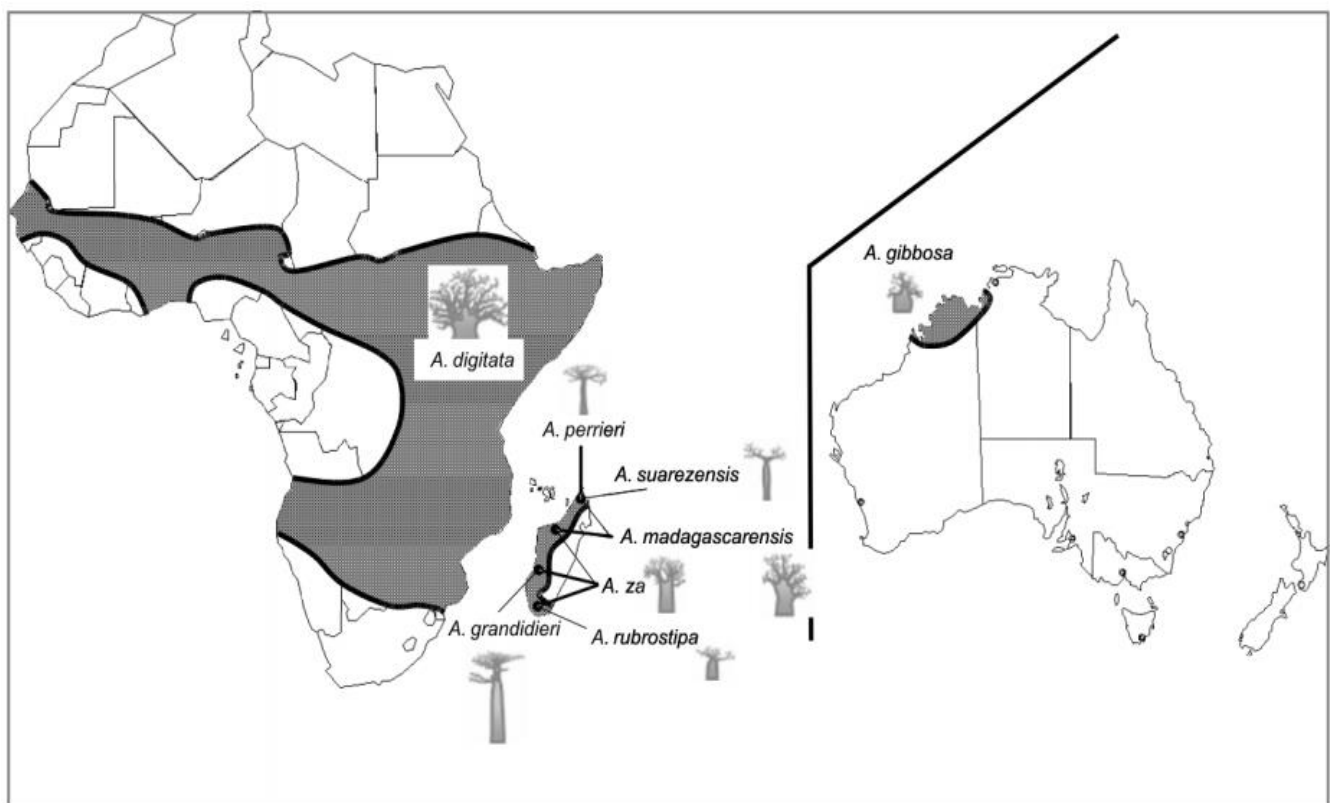 A. gibbosa
A. digitata
A. perrieri
A. suarezensis
A. madagascarensis
A. za
A. grandidieri
A. rubrostipa